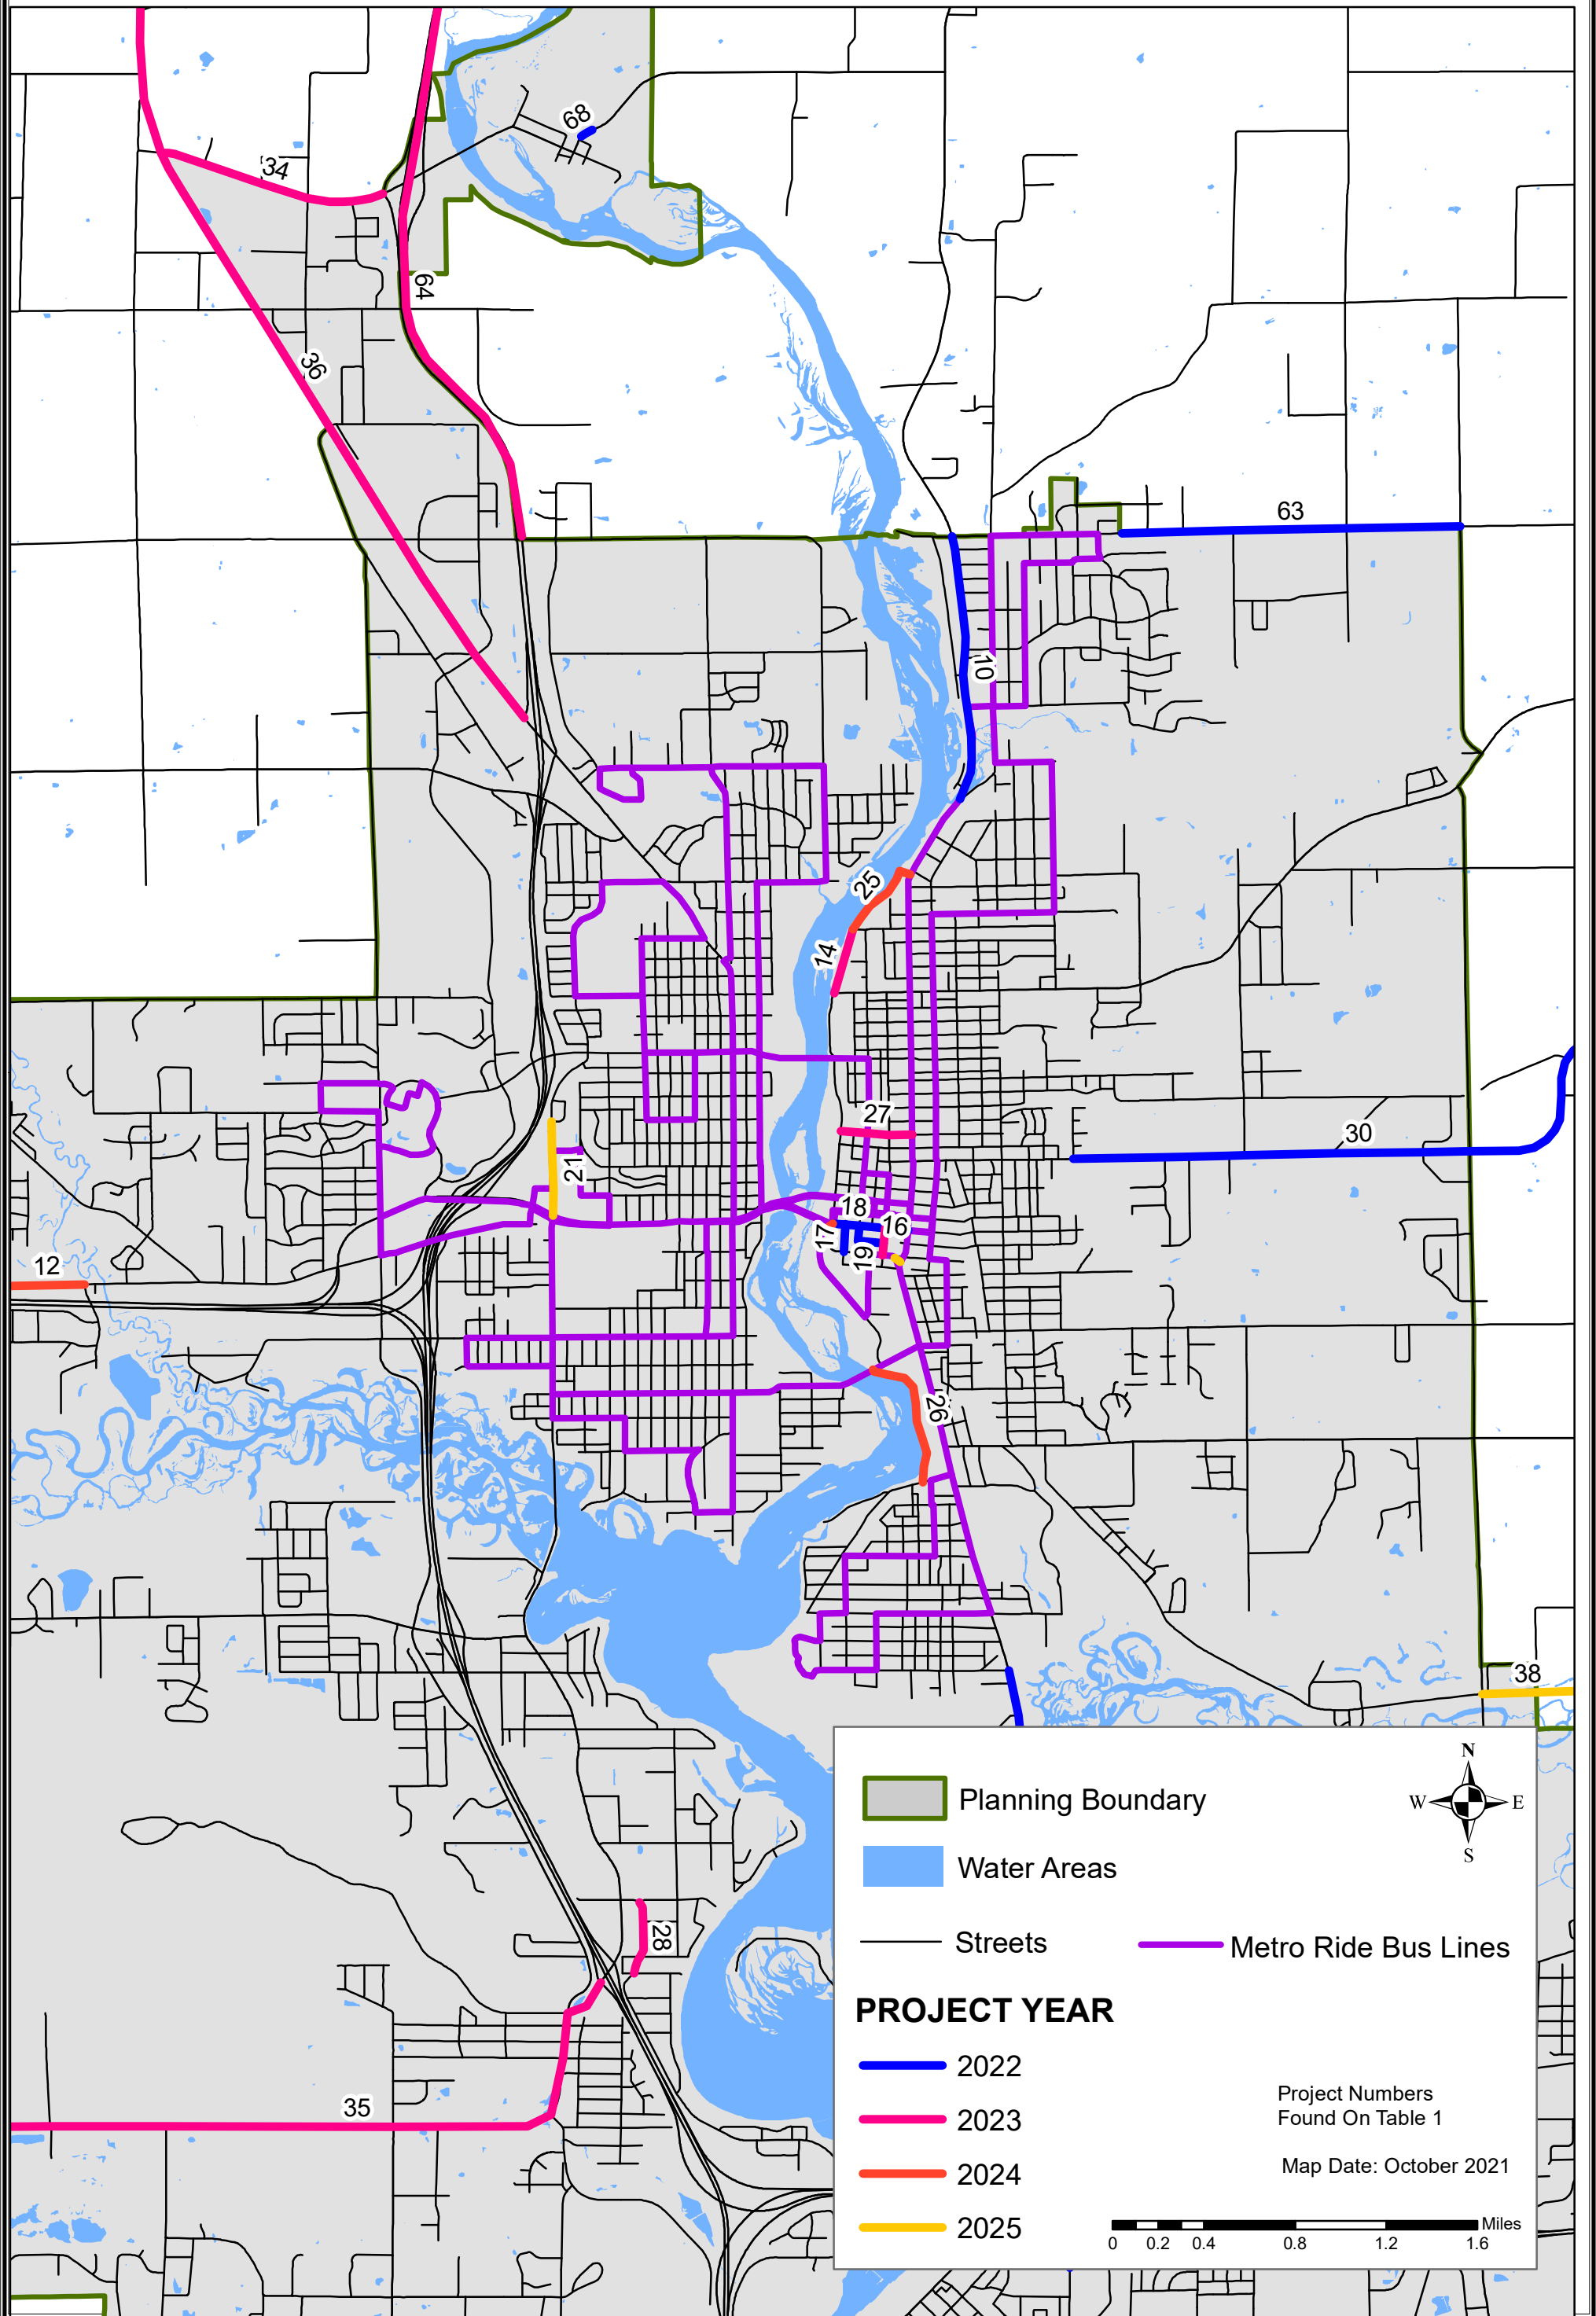 68
34
64
36
63
10
25
14
27
30
21
18
16
17
19
12
26
38
28
35
N
W E
S
Planning Boundary
Water Areas
Streets
Metro Ride Bus Lines
PROJECT YEAR
2022
2023
2024
2025
Project Numbers
Found On Table 1
Map Date: October 2021
Miles
0 0.2 0.4 0.8 1.2 1.6